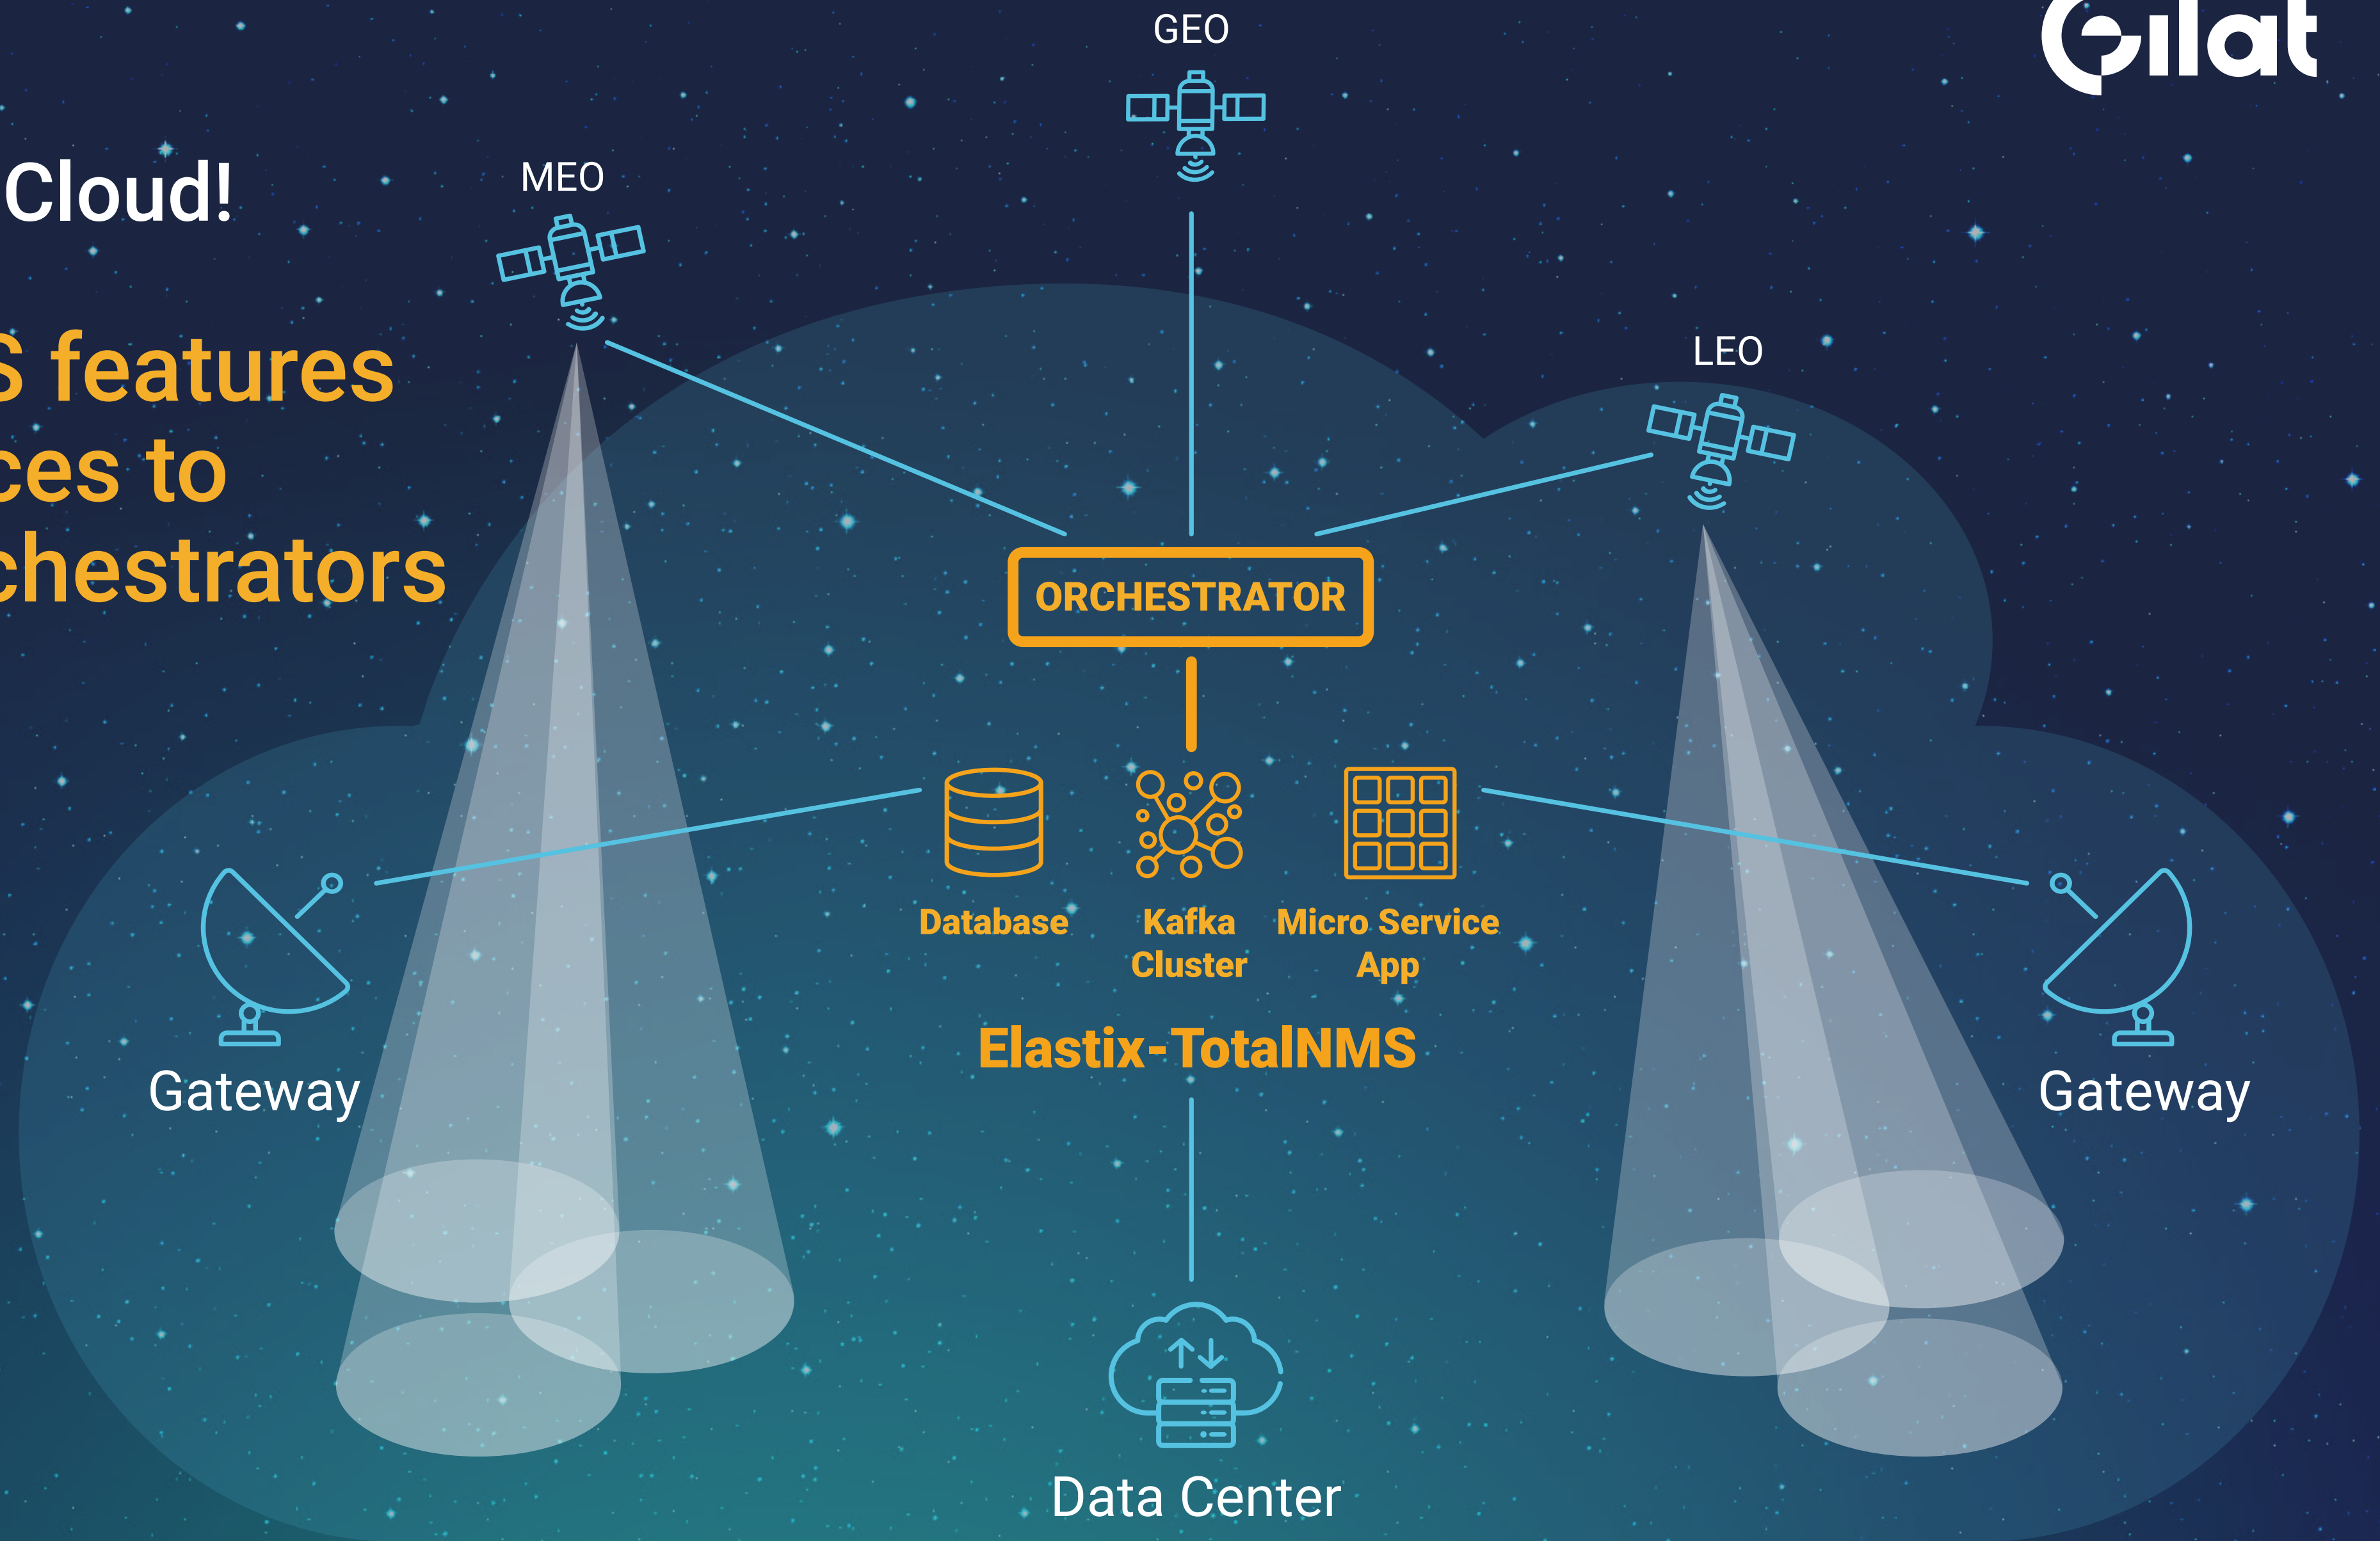 Gilat
GEO
MEO
Cloud!
S features
LEO
ces to
chestrators
ORCHESTRATOR
Database
Kafka
Cluster
Micro Service
App
Elastix-TotalNMS
Gateway
Gateway
Data Center